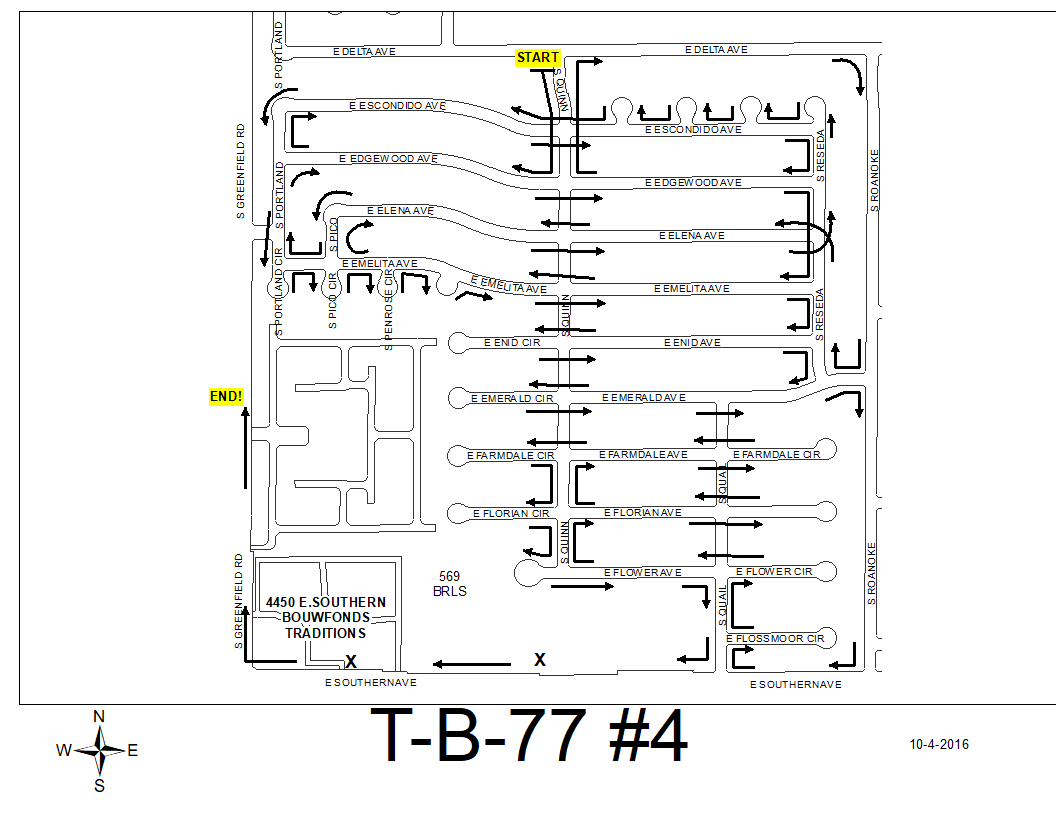 S PORTLAND
E DELTA AVE
START
E DELTA AVE
S QUINN
E ESCONDIDO AVE
E ESCONDIDO AVE
S GREENFIELD RD
S PORTLAND
E EDGEWOOD AVE
E EDGEWOOD AVE
S RESEDA
S ROANOKE
E ELENA AVE
S PICO
E ELENA AVE
E EMELITA AVE
E EMELITA AVE
E EMELITA AVE
S PORTLAND CIR
S PICO CIR
S PENROSE CIR
S QUINN
S RESEDA
E ENID CIR
E ENID AVE
END!
E EMERALD CIR
E EMERALD AVE
E FARMDALE CIR
E FARMDALE AVE
E FARMDALE CIR
S QUAIL
E FLORIAN CIR
E FLORIAN AVE
S QUINN
S GREENFIELD RD
569
BRLS
E FLOWER AVE
E FLOWER CIR
S ROANOKE
4450 E.SOUTHERN
BOUWFONDS
TRADITIONS
S QUAIL
E FLOSSMOOR CIR
X
X
E SOUTHERN AVE
E SOUTHERN AVE
N
W
E
S
T-B-77 #4
10-4-2016